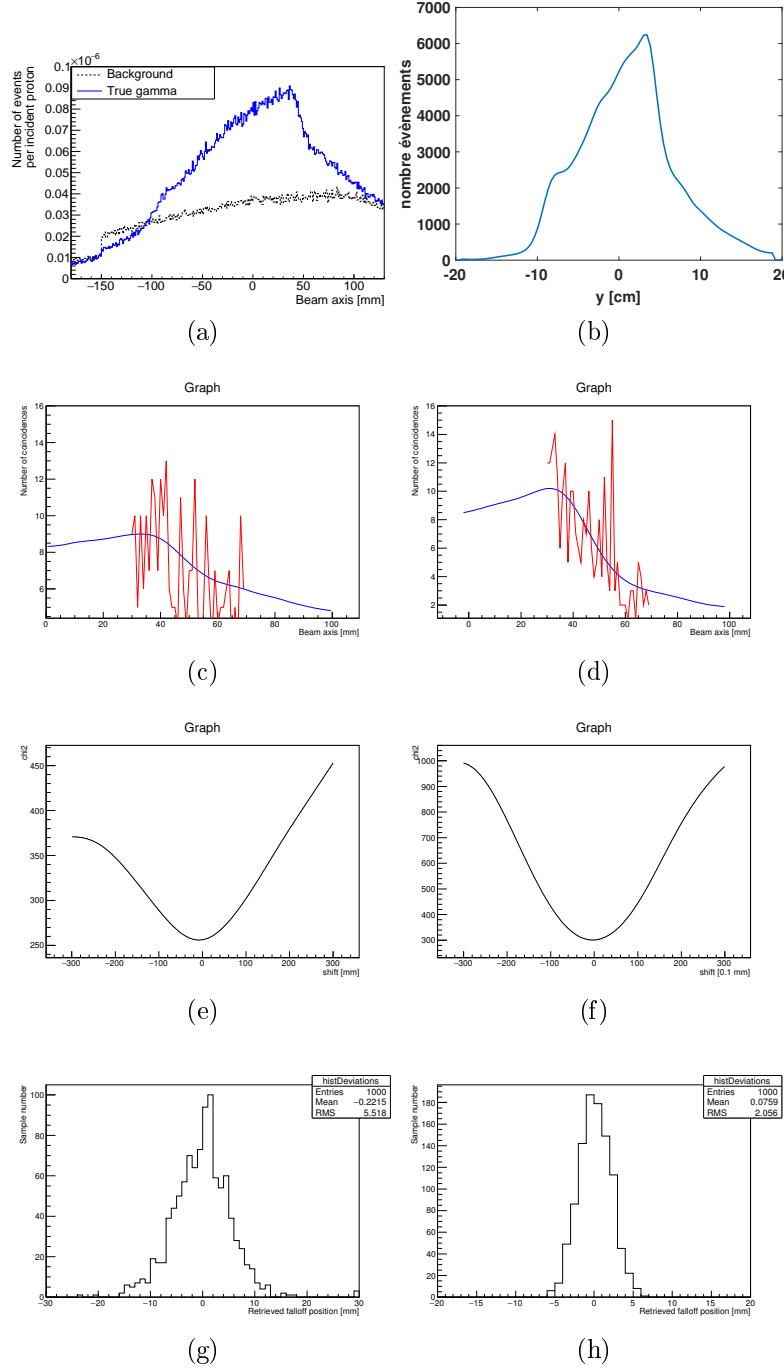 ×10⁻⁶
Number of events
per incident proton
0.1
0.09
0.08
0.07
0.06
0.05
0.04
0.03
0.02
0.01
0
Background
True gamma
−150 −100 −50 0 50 100
Beam axis [mm]
(a)
nombre évènements
7000
6000
5000
4000
3000
2000
1000
0
-20 -10 0 10 20
y [cm]
(b)
Graph
Number of coincidences
16
14
12
10
8
6
0 20 40 60 80 100
Beam axis [mm]
(c)
Graph
Number of coincidences
16
14
12
10
8
6
4
2
0 20 40 60 80 100
Beam axis [mm]
(d)
Graph
chi2
450
400
350
300
250
−300 −200 −100 0 100 200 300
shift [mm]
(e)
Graph
chi2
1000
900
800
700
600
500
400
300
−300 −200 −100 0 100 200 300
shift [0.1 mm]
(f)
histDeviations
Entries 1000
Mean −0.2215
RMS 5.518
Sample number
100
80
60
40
20
0
−30 −20 −10 0 10 20 30
Retrieved falloff position [mm]
(g)
histDeviations
Entries 1000
Mean 0.0759
RMS 2.056
Sample number
180
160
140
120
100
80
60
40
20
0
−20 −15 −10 −5 0 5 10 15 20
Retrieved falloff position [mm]
(h)